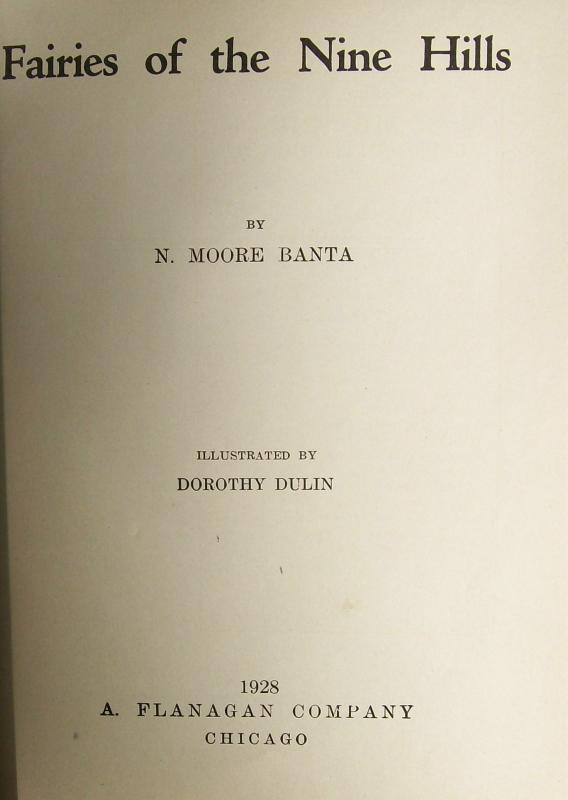 Fairies of the Nine Hills
BY
N. MOORE BANTA
ILLUSTRATED BY
DOROTHY DULIN
1928
A. FLANAGAN COMPANY
CHICAGO